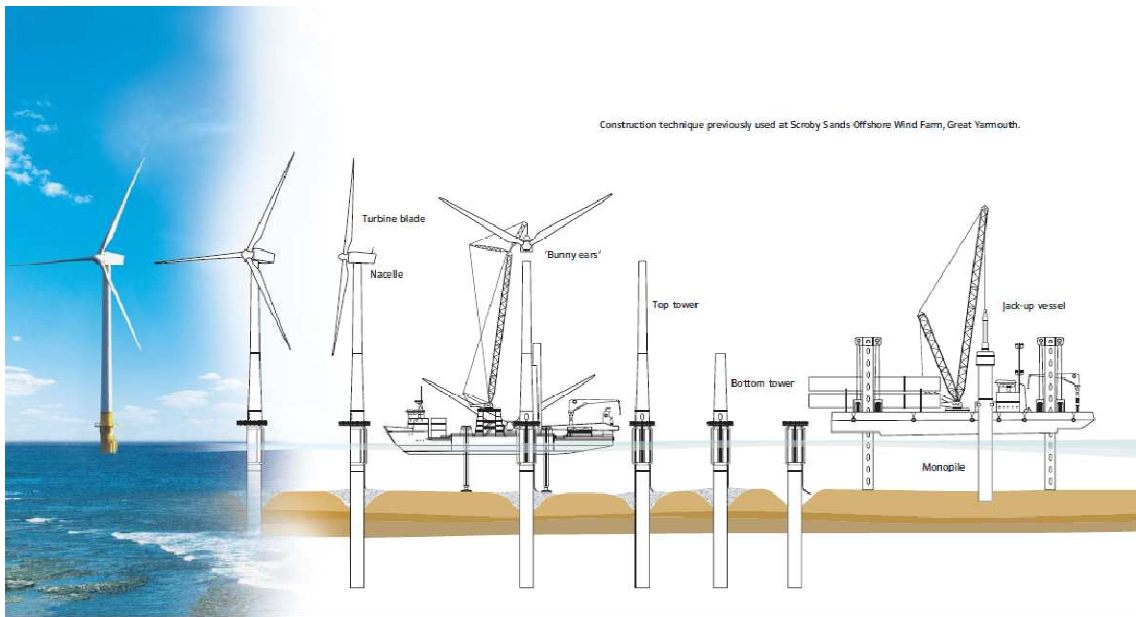 Construction technique previously used at Scroby Sands Offshore Wind Farm, Great Yarmouth.
Turbine blade
'Bunny ears'
Nacelle
Top tower
Jack-up vessel
Bottom tower
Monopile